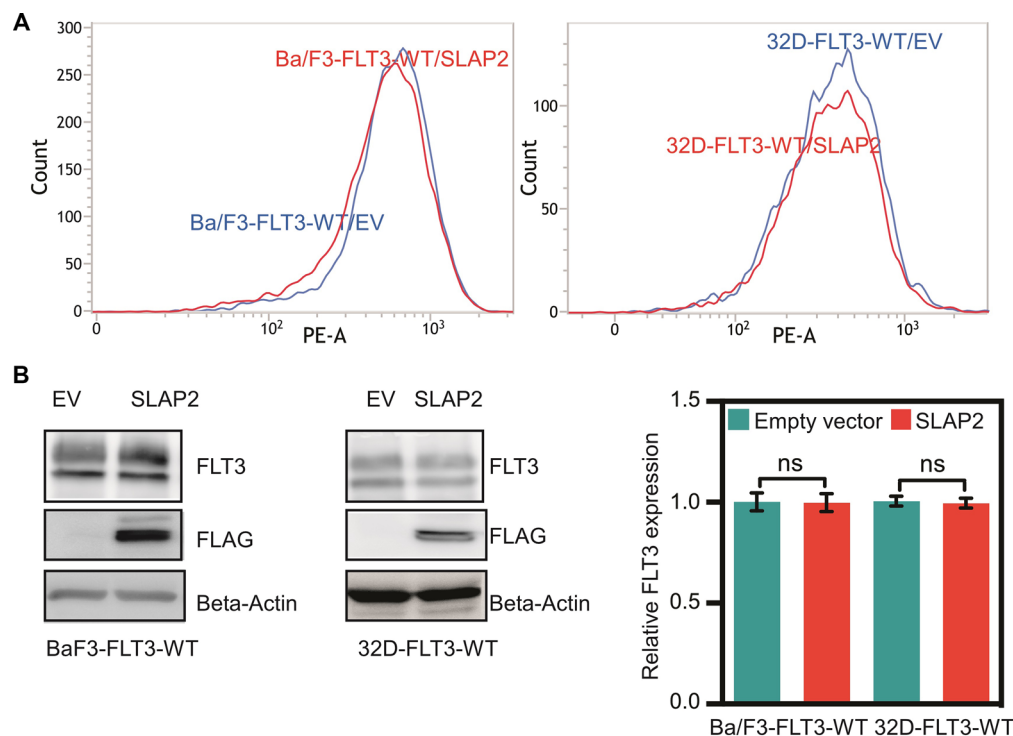 A
300
250
200
150
100
50
0
Count
Ba/F3-FLT3-WT/SLAP2
Ba/F3-FLT3-WT/EV
0 10² 10³
PE-A
100
50
0
Count
32D-FLT3-WT/EV
32D-FLT3-WT/SLAP2
0 10² 10³
PE-A
B
EV SLAP2
FLT3
FLAG
Beta-Actin
BaF3-FLT3-WT
EV SLAP2
FLT3
FLAG
Beta-Actin
32D-FLT3-WT
1.5
1.0
0.5
0.0
Relative FLT3 expression
Empty vector SLAP2
ns ns
Ba/F3-FLT3-WT 32D-FLT3-WT